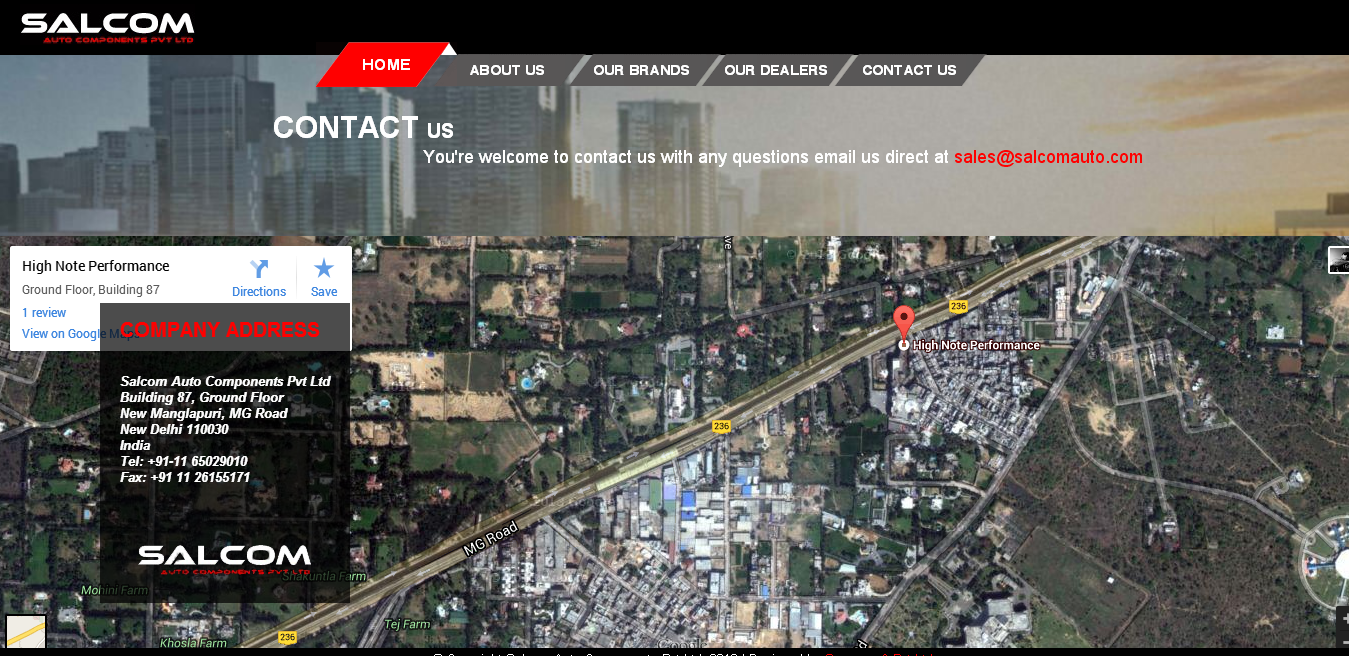 SALCOM
AUTO COMPONENTS PVT LTD
HOME
ABOUT US
OUR BRANDS
OUR DEALERS
CONTACT US
CONTACT US
You're welcome to contact us with any questions email us direct at sales@salcomauto.com
High Note Performance
Ground Floor, Building 87
1 review
View on Google Maps
Directions
Save
COMPANY ADDRESS
Salcom Auto Components Pvt Ltd
Building 87, Ground Floor
New Manglapuri, MG Road
New Delhi 110030
India
Tel: +91-11 65029010
Fax: +91 11 26155171
SALCOM
AUTO COMPONENTS PVT LTD
236
High Note Performance
236
MG Road
Shakuntla Farm
Mohini Farm
Tej Farm
Khosla Farm
236
Google